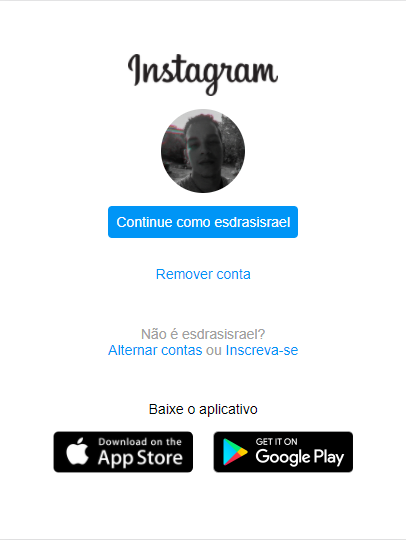 Instagram
Continue como esdrasisrael
Remover conta
Não é esdrasisrael?
Alternar contas ou Inscreva-se
Baixe o aplicativo
Download on the
App Store
GET IT ON
Google Play